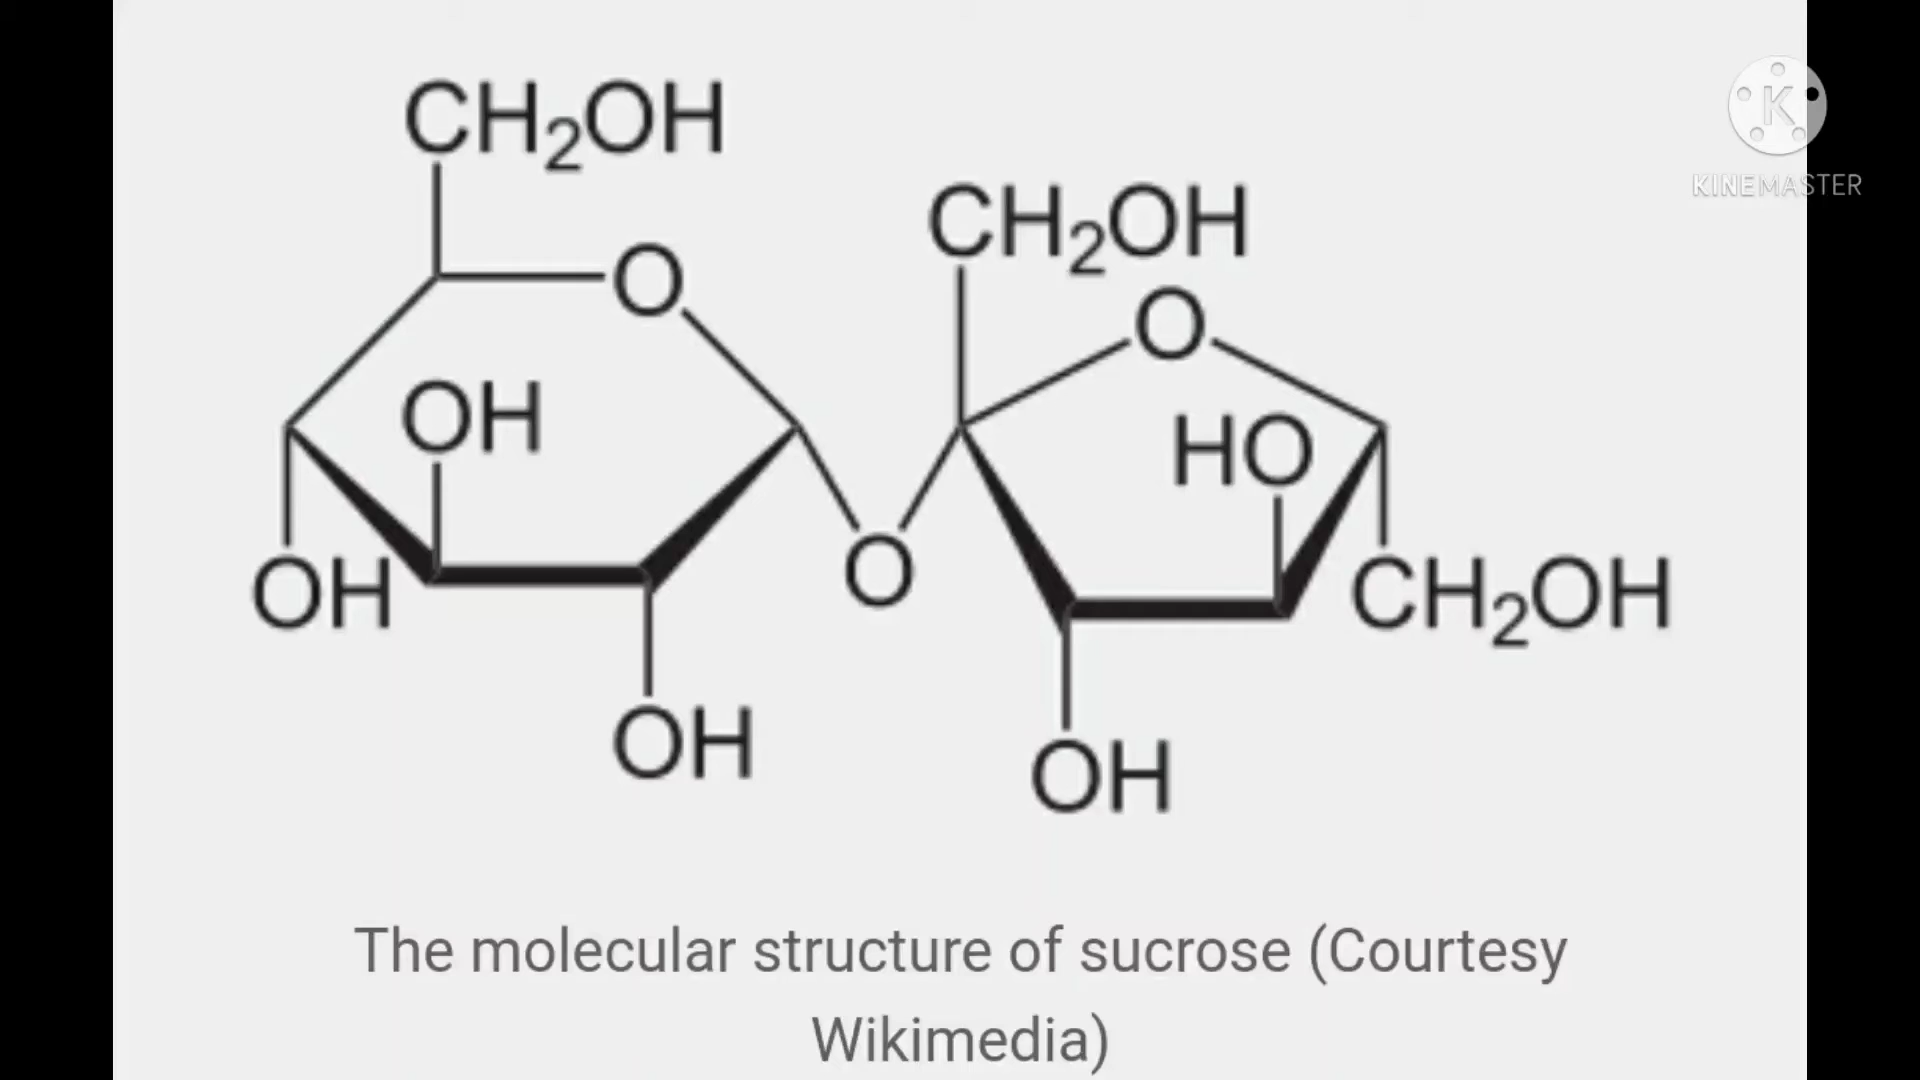 CH2OH
CH2OH
O
O
OH
HO
O
OH
CH2OH
OH
OH
K
KINEMASTER
The molecular structure of sucrose (Courtesy
Wikimedia)